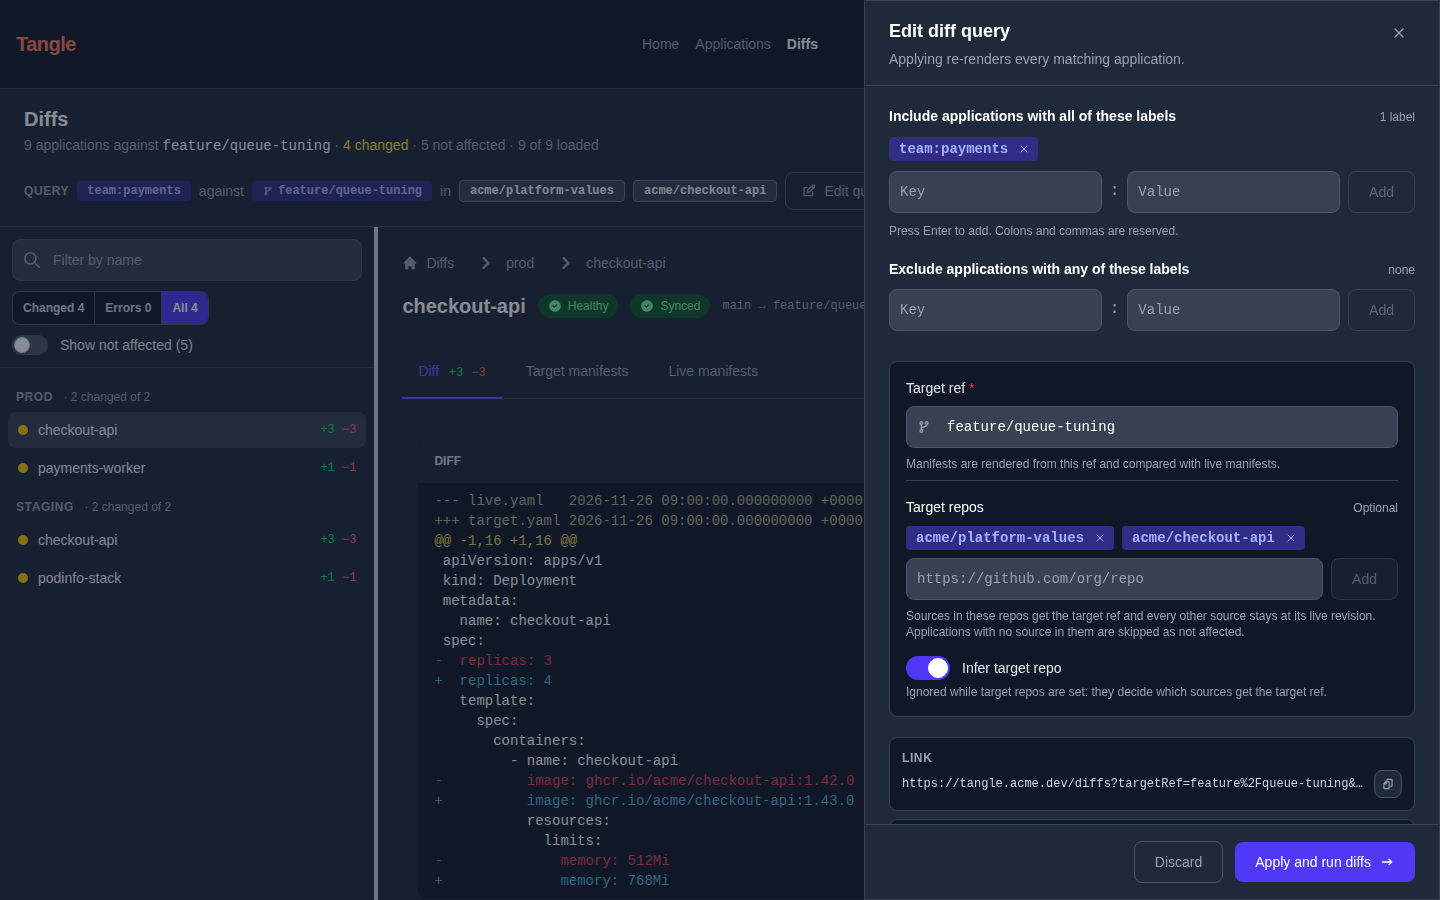 Tangle
Home Applications Diffs
Diffs
9 applications against feature/queue-tuning · 4 changed · 5 not affected · 9 of 9 loaded
QUERY team:payments against feature/queue-tuning in acme/platform-values acme/checkout-api Edit qu
Filter by name
Changed 4 Errors 0 All 4
Show not affected (5)
PROD · 2 changed of 2
checkout-api +3 −3
payments-worker +1 −1
STAGING · 2 changed of 2
checkout-api +3 −3
podinfo-stack +1 −1
Diffs prod checkout-api
checkout-api Healthy Synced main → feature/queue
Diff +3 −3 Target manifests Live manifests
DIFF
--- live.yaml 2026-11-26 09:00:00.000000000 +0000
+++ target.yaml 2026-11-26 09:00:00.000000000 +0000
@@ -1,16 +1,16 @@
apiVersion: apps/v1
kind: Deployment
metadata:
name: checkout-api
spec:
- replicas: 3
+ replicas: 4
template:
spec:
containers:
- name: checkout-api
- image: ghcr.io/acme/checkout-api:1.42.0
+ image: ghcr.io/acme/checkout-api:1.43.0
resources:
limits:
- memory: 512Mi
+ memory: 768Mi
Edit diff query
Applying re-renders every matching application.
Include applications with all of these labels 1 label
team:payments
Key : Value Add
Press Enter to add. Colons and commas are reserved.
Exclude applications with any of these labels none
Key : Value Add
Target ref *
feature/queue-tuning
Manifests are rendered from this ref and compared with live manifests.
Target repos Optional
acme/platform-values acme/checkout-api
https://github.com/org/repo Add
Sources in these repos get the target ref and every other source stays at its live revision.
Applications with no source in them are skipped as not affected.
Infer target repo
Ignored while target repos are set: they decide which sources get the target ref.
LINK
https://tangle.acme.dev/diffs?targetRef=feature%2Fqueue-tuning&…
Discard Apply and run diffs →